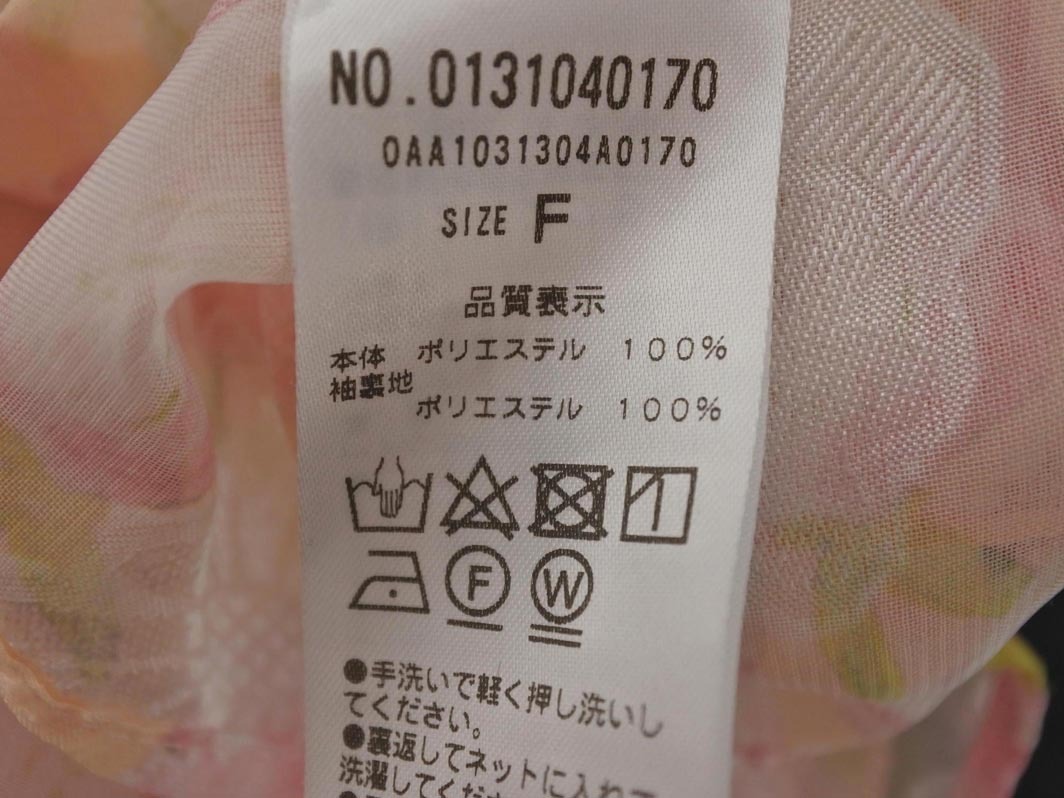 NO.0131040170
0AA1031304A0170
SIZE F
品質表示
本体 ポリエステル 100%
袖裏地
ポリエステル 100%
F W
●手洗いで軽く押し洗いし
てください。
●裏返してネットに入れて
洗濯してくださ